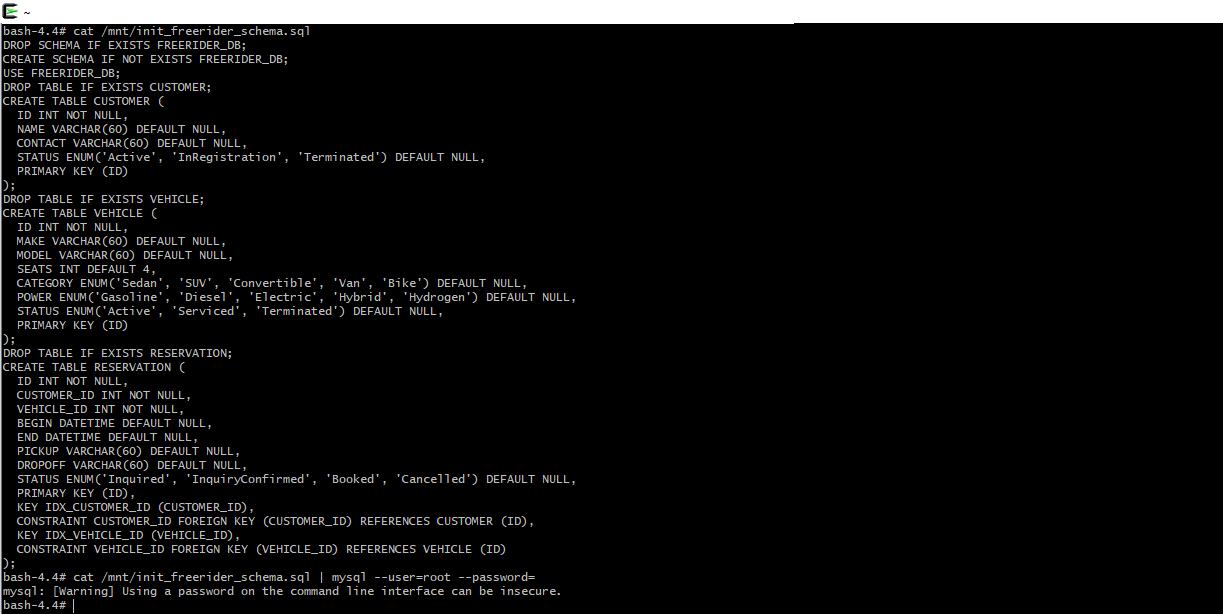 ~
bash-4.4# cat /mnt/init_freerider_schema.sql
DROP SCHEMA IF EXISTS FREERIDER_DB;
CREATE SCHEMA IF NOT EXISTS FREERIDER_DB;
USE FREERIDER_DB;
DROP TABLE IF EXISTS CUSTOMER;
CREATE TABLE CUSTOMER (
  ID INT NOT NULL,
  NAME VARCHAR(60) DEFAULT NULL,
  CONTACT VARCHAR(60) DEFAULT NULL,
  STATUS ENUM('Active', 'InRegistration', 'Terminated') DEFAULT NULL,
  PRIMARY KEY (ID)
);
DROP TABLE IF EXISTS VEHICLE;
CREATE TABLE VEHICLE (
  ID INT NOT NULL,
  MAKE VARCHAR(60) DEFAULT NULL,
  MODEL VARCHAR(60) DEFAULT NULL,
  SEATS INT DEFAULT 4,
  CATEGORY ENUM('Sedan', 'SUV', 'Convertible', 'Van', 'Bike') DEFAULT NULL,
  POWER ENUM('Gasoline', 'Diesel', 'Electric', 'Hybrid', 'Hydrogen') DEFAULT NULL,
  STATUS ENUM('Active', 'Serviced', 'Terminated') DEFAULT NULL,
  PRIMARY KEY (ID)
);
DROP TABLE IF EXISTS RESERVATION;
CREATE TABLE RESERVATION (
  ID INT NOT NULL,
  CUSTOMER_ID INT NOT NULL,
  VEHICLE_ID INT NOT NULL,
  BEGIN DATETIME DEFAULT NULL,
  END DATETIME DEFAULT NULL,
  PICKUP VARCHAR(60) DEFAULT NULL,
  DROPOFF VARCHAR(60) DEFAULT NULL,
  STATUS ENUM('Inquired', 'InquiryConfirmed', 'Booked', 'Cancelled') DEFAULT NULL,
  PRIMARY KEY (ID),
  KEY IDX_CUSTOMER_ID (CUSTOMER_ID),
  CONSTRAINT CUSTOMER_ID FOREIGN KEY (CUSTOMER_ID) REFERENCES CUSTOMER (ID),
  KEY IDX_VEHICLE_ID (VEHICLE_ID),
  CONSTRAINT VEHICLE_ID FOREIGN KEY (VEHICLE_ID) REFERENCES VEHICLE (ID)
);
bash-4.4# cat /mnt/init_freerider_schema.sql | mysql --user=root --password=
mysql: [Warning] Using a password on the command line interface can be insecure.
bash-4.4#